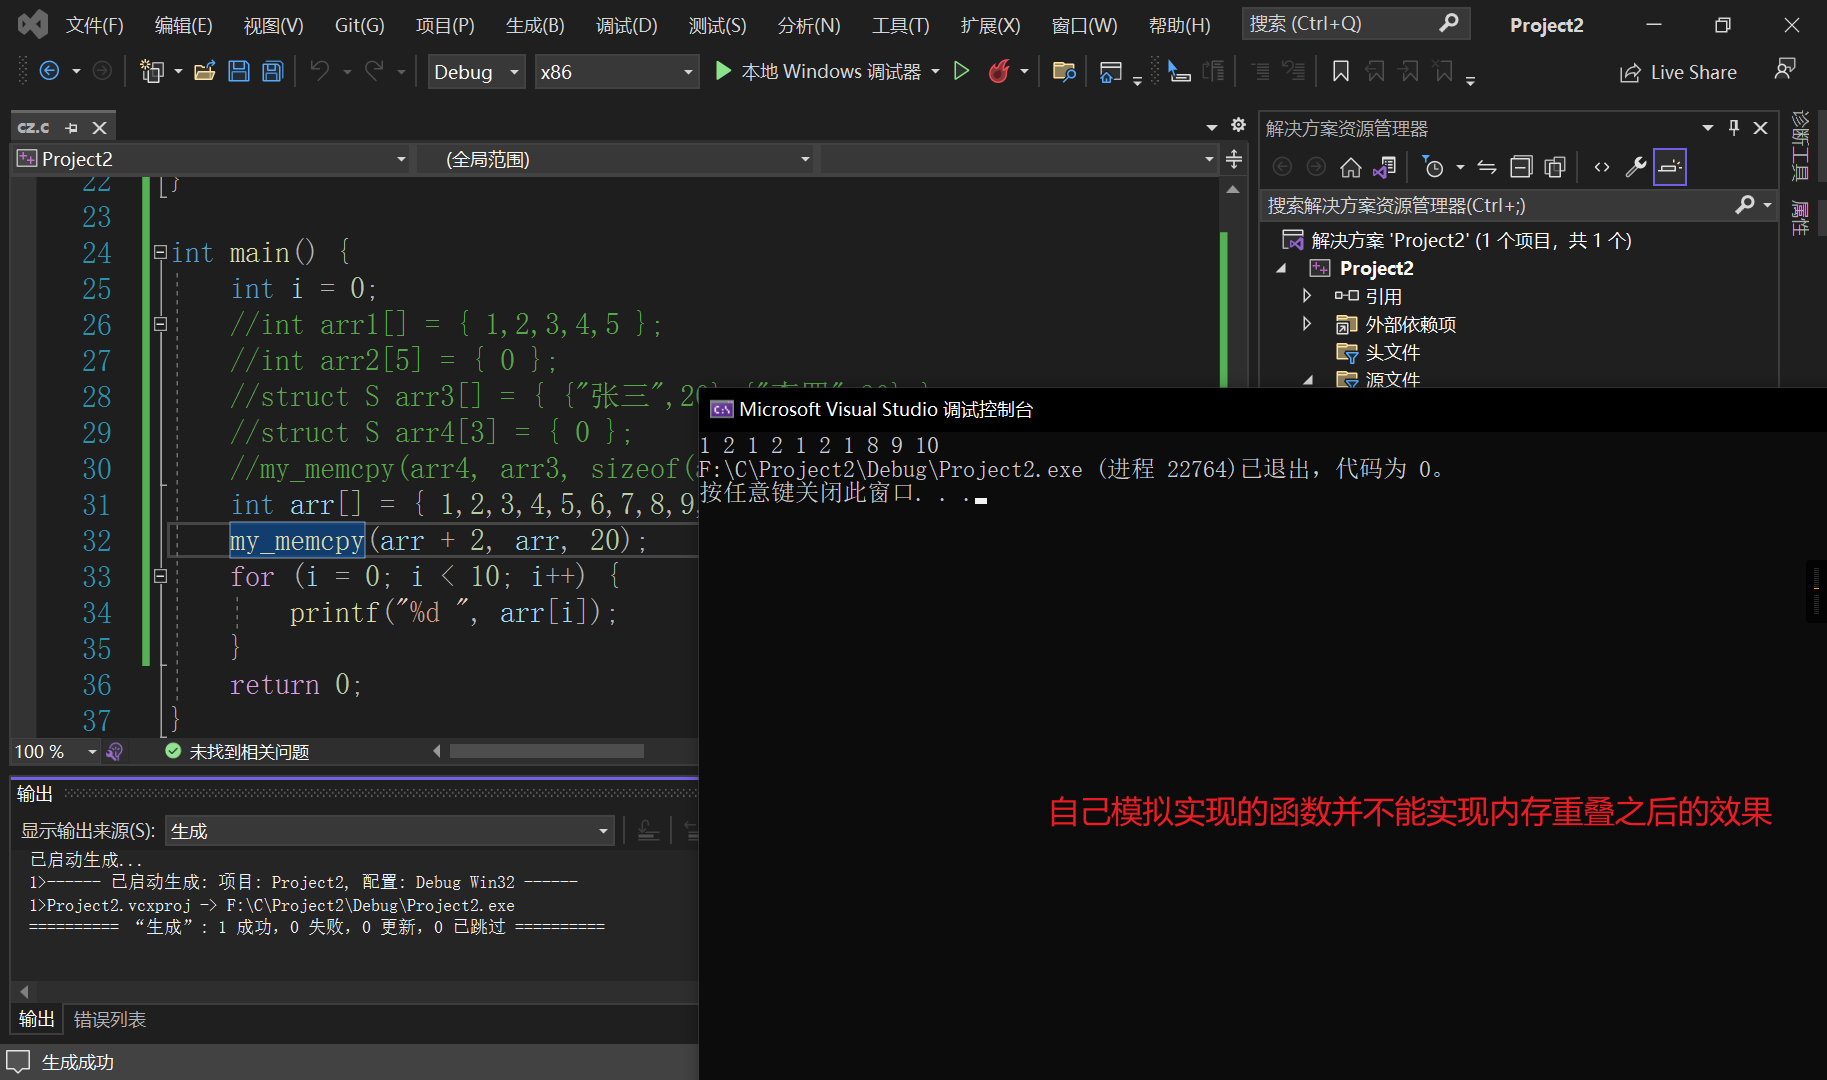 文件(F) 编辑(E) 视图(V) Git(G) 项目(P) 生成(B) 调试(D) 测试(S) 分析(N) 工具(T) 扩展(X) 窗口(W) 帮助(H) 搜索 (Ctrl+Q) Project2
Debug x86 本地 Windows 调试器 Live Share
cz.c
Project2 (全局范围)
22 }
23
24 int main() {
25 int i = 0;
26 //int arr1[] = { 1,2,3,4,5 };
27 //int arr2[5] = { 0 };
28 //struct S arr3[] = { {"张三",20
29 //struct S arr4[3] = { 0 };
30 //my_memcpy(arr4, arr3, sizeof(
31 int arr[] = { 1,2,3,4,5,6,7,8,9,
32 my_memcpy(arr + 2, arr, 20);
33 for (i = 0; i < 10; i++) {
34 printf("%d ", arr[i]);
35 }
36 return 0;
37 }
100 % 未找到相关问题
输出
显示输出来源(S): 生成
已启动生成...
1>------ 已启动生成: 项目: Project2, 配置: Debug Win32 ------
1>Project2.vcxproj -> F:\C\Project2\Debug\Project2.exe
========== “生成”: 1 成功，0 失败，0 更新，0 已跳过 ==========
输出 错误列表
生成成功
解决方案资源管理器
搜索解决方案资源管理器(Ctrl+;)
解决方案 'Project2' (1 个项目，共 1 个)
Project2
引用
外部依赖项
头文件
源文件
诊断工具
属性
Microsoft Visual Studio 调试控制台
1 2 1 2 1 2 1 8 9 10
F:\C\Project2\Debug\Project2.exe (进程 22764)已退出，代码为 0。
按任意键关闭此窗口. . .
自己模拟实现的函数并不能实现内存重叠之后的效果